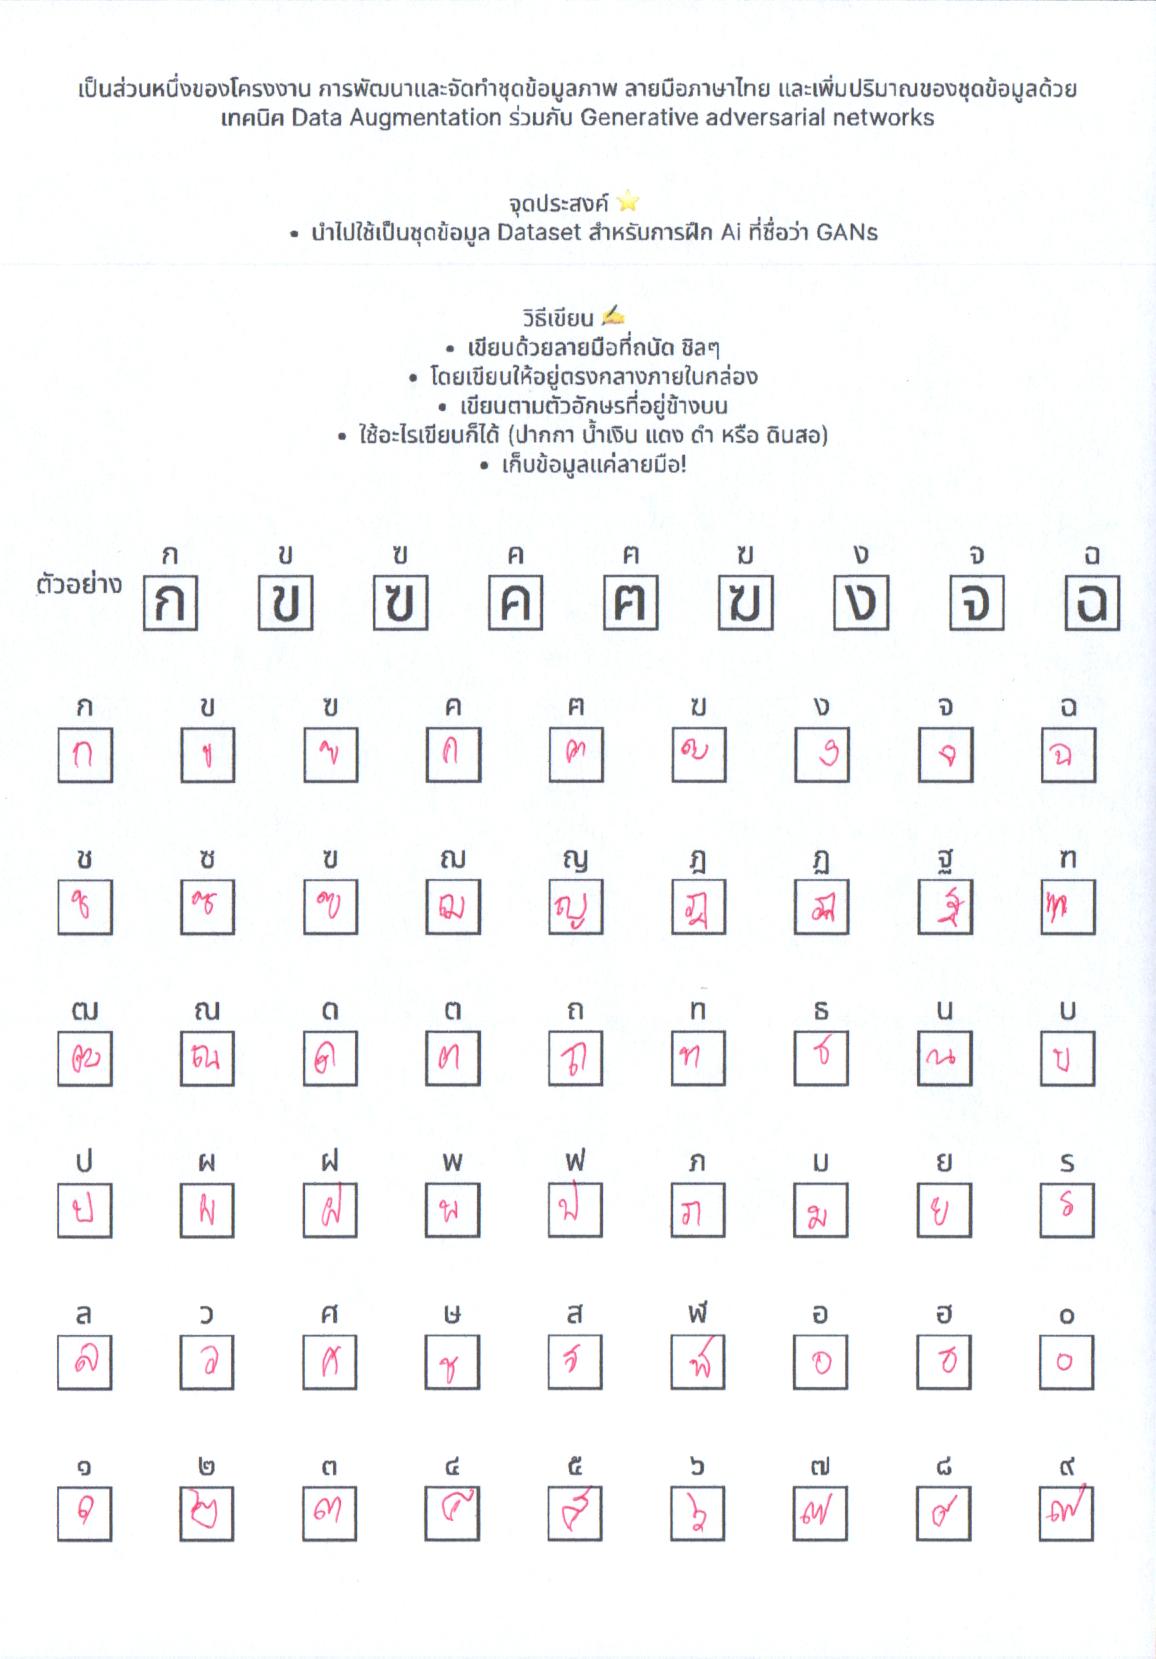 เป็นส่วนหนึ่งของโครงงาน การพัฒนาและจัดทำชุดข้อมูลภาพ ลายมือภาษาไทย และเพิ่มปริมาณของชุดข้อมูลด้วย
เทคนิค Data Augmentation ร่วมกับ Generative adversarial networks
จุดประสงค์ ⭐
• นำไปใช้เป็นชุดข้อมูล Dataset สำหรับการฝึก Ai ที่ชื่อว่า GANs
วิธีเขียน ✍️
• เขียนด้วยลายมือที่ถนัด ชิลๆ
• โดยเขียนให้อยู่ตรงกลางภายในกล่อง
• เขียนตามตัวอักษรที่อยู่ข้างบน
• ใช้อะไรเขียนก็ได้ (ปากกา น้ำเงิน แดง ดำ หรือ ดินสอ)
• เก็บข้อมูลแค่ลายมือ!
ก ข ฃ ค ฅ ฆ ง จ ฉ
ตัวอย่าง ก ข ฃ ค ฅ ฆ ง จ ฉ
ก ข ฃ ค ฅ ฆ ง จ ฉ
ก ข ฃ ค ฅ ฆ ง จ ฉ
ช ซ ฃ ฌ ญ ฎ ฏ ฐ ฑ
ช ซ ฃ ฌ ญ ฎ ฏ ฐ ฑ
ฒ ณ ด ต ถ ท ธ น บ
ฒ ณ ด ต ถ ท ธ น บ
ป ผ ฝ พ ฟ ภ ม ย ร
ป ผ ฝ พ ฟ ภ ม ย ร
ล ว ศ ษ ส ฬ อ ฮ ๐
ล ว ศ ษ ส ฬ อ ฮ ๐
๑ ๒ ๓ ๔ ๕ ๖ ๗ ๘ ๙
๑ ๒ ๓ ๔ ๕ ๖ ๗ ๘ ๙